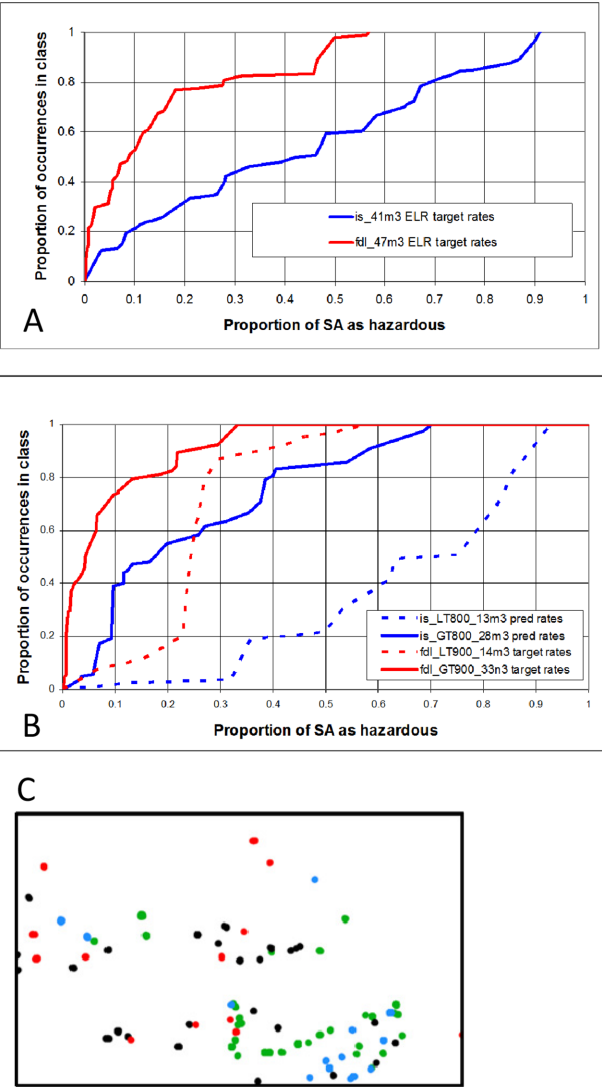 1
0.8
0.6
0.4
0.2
0
Proportion of occurrences in class
is_41m3 ELR target rates
fdl_47m3 ELR target rates
0 0.1 0.2 0.3 0.4 0.5 0.6 0.7 0.8 0.9 1
Proportion of SA as hazardous
A
1
0.8
0.6
0.4
0.2
0
Proportion of occurrences in class
is_LT800_13m3 pred rates
is_GT800_28m3 pred rates
fdl_LT900_14m3 target rates
fdl_GT900_33n3 target rates
0 0.1 0.2 0.3 0.4 0.5 0.6 0.7 0.8 0.9 1
Proportion of SA as hazardous
B
C